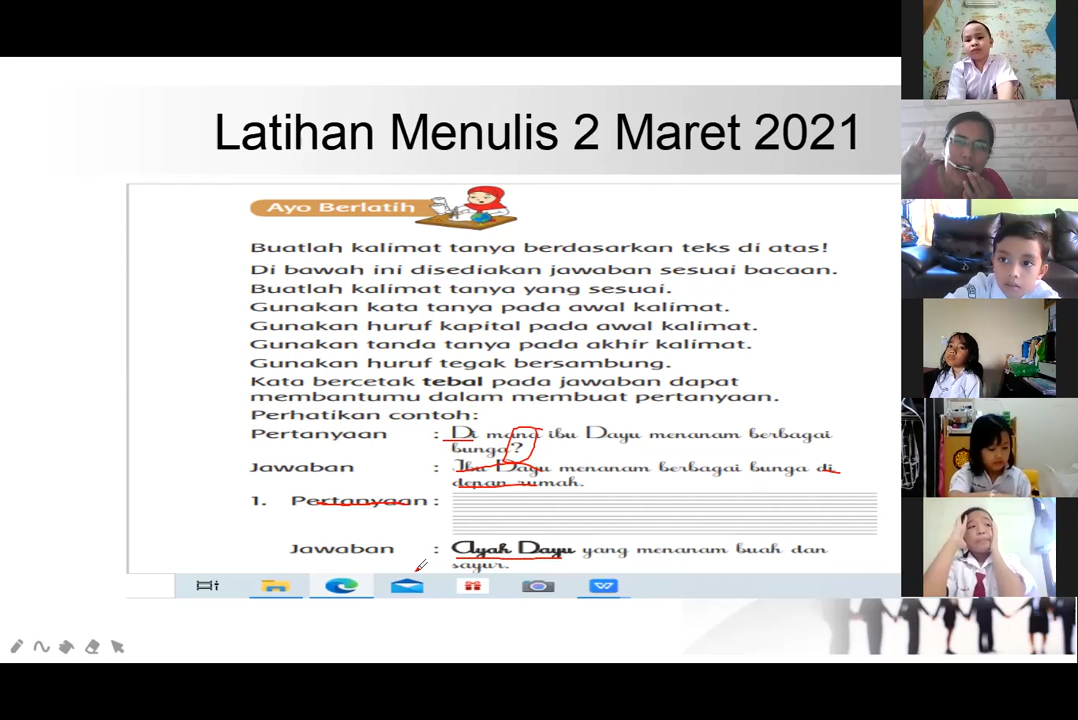 Latihan Menulis 2 Maret 2021
Ayo Berlatih
Buatlah kalimat tanya berdasarkan teks di atas!
Di bawah ini disediakan jawaban sesuai bacaan.
Buatlah kalimat tanya yang sesuai.
Gunakan kata tanya pada awal kalimat.
Gunakan huruf kapital pada awal kalimat.
Gunakan tanda tanya pada akhir kalimat.
Gunakan huruf tegak bersambung.
Kata bercetak tebal pada jawaban dapat
membantumu dalam membuat pertanyaan.
Perhatikan contoh:
Pertanyaan : Di mana ibu Dayu menanam berbagai
bunga?
Jawaban : Ibu Dayu menanam berbagai bunga di
depan rumah.
1. Pertanyaan :
Jawaban : Ayah Dayu yang menanam buah dan
sayur.